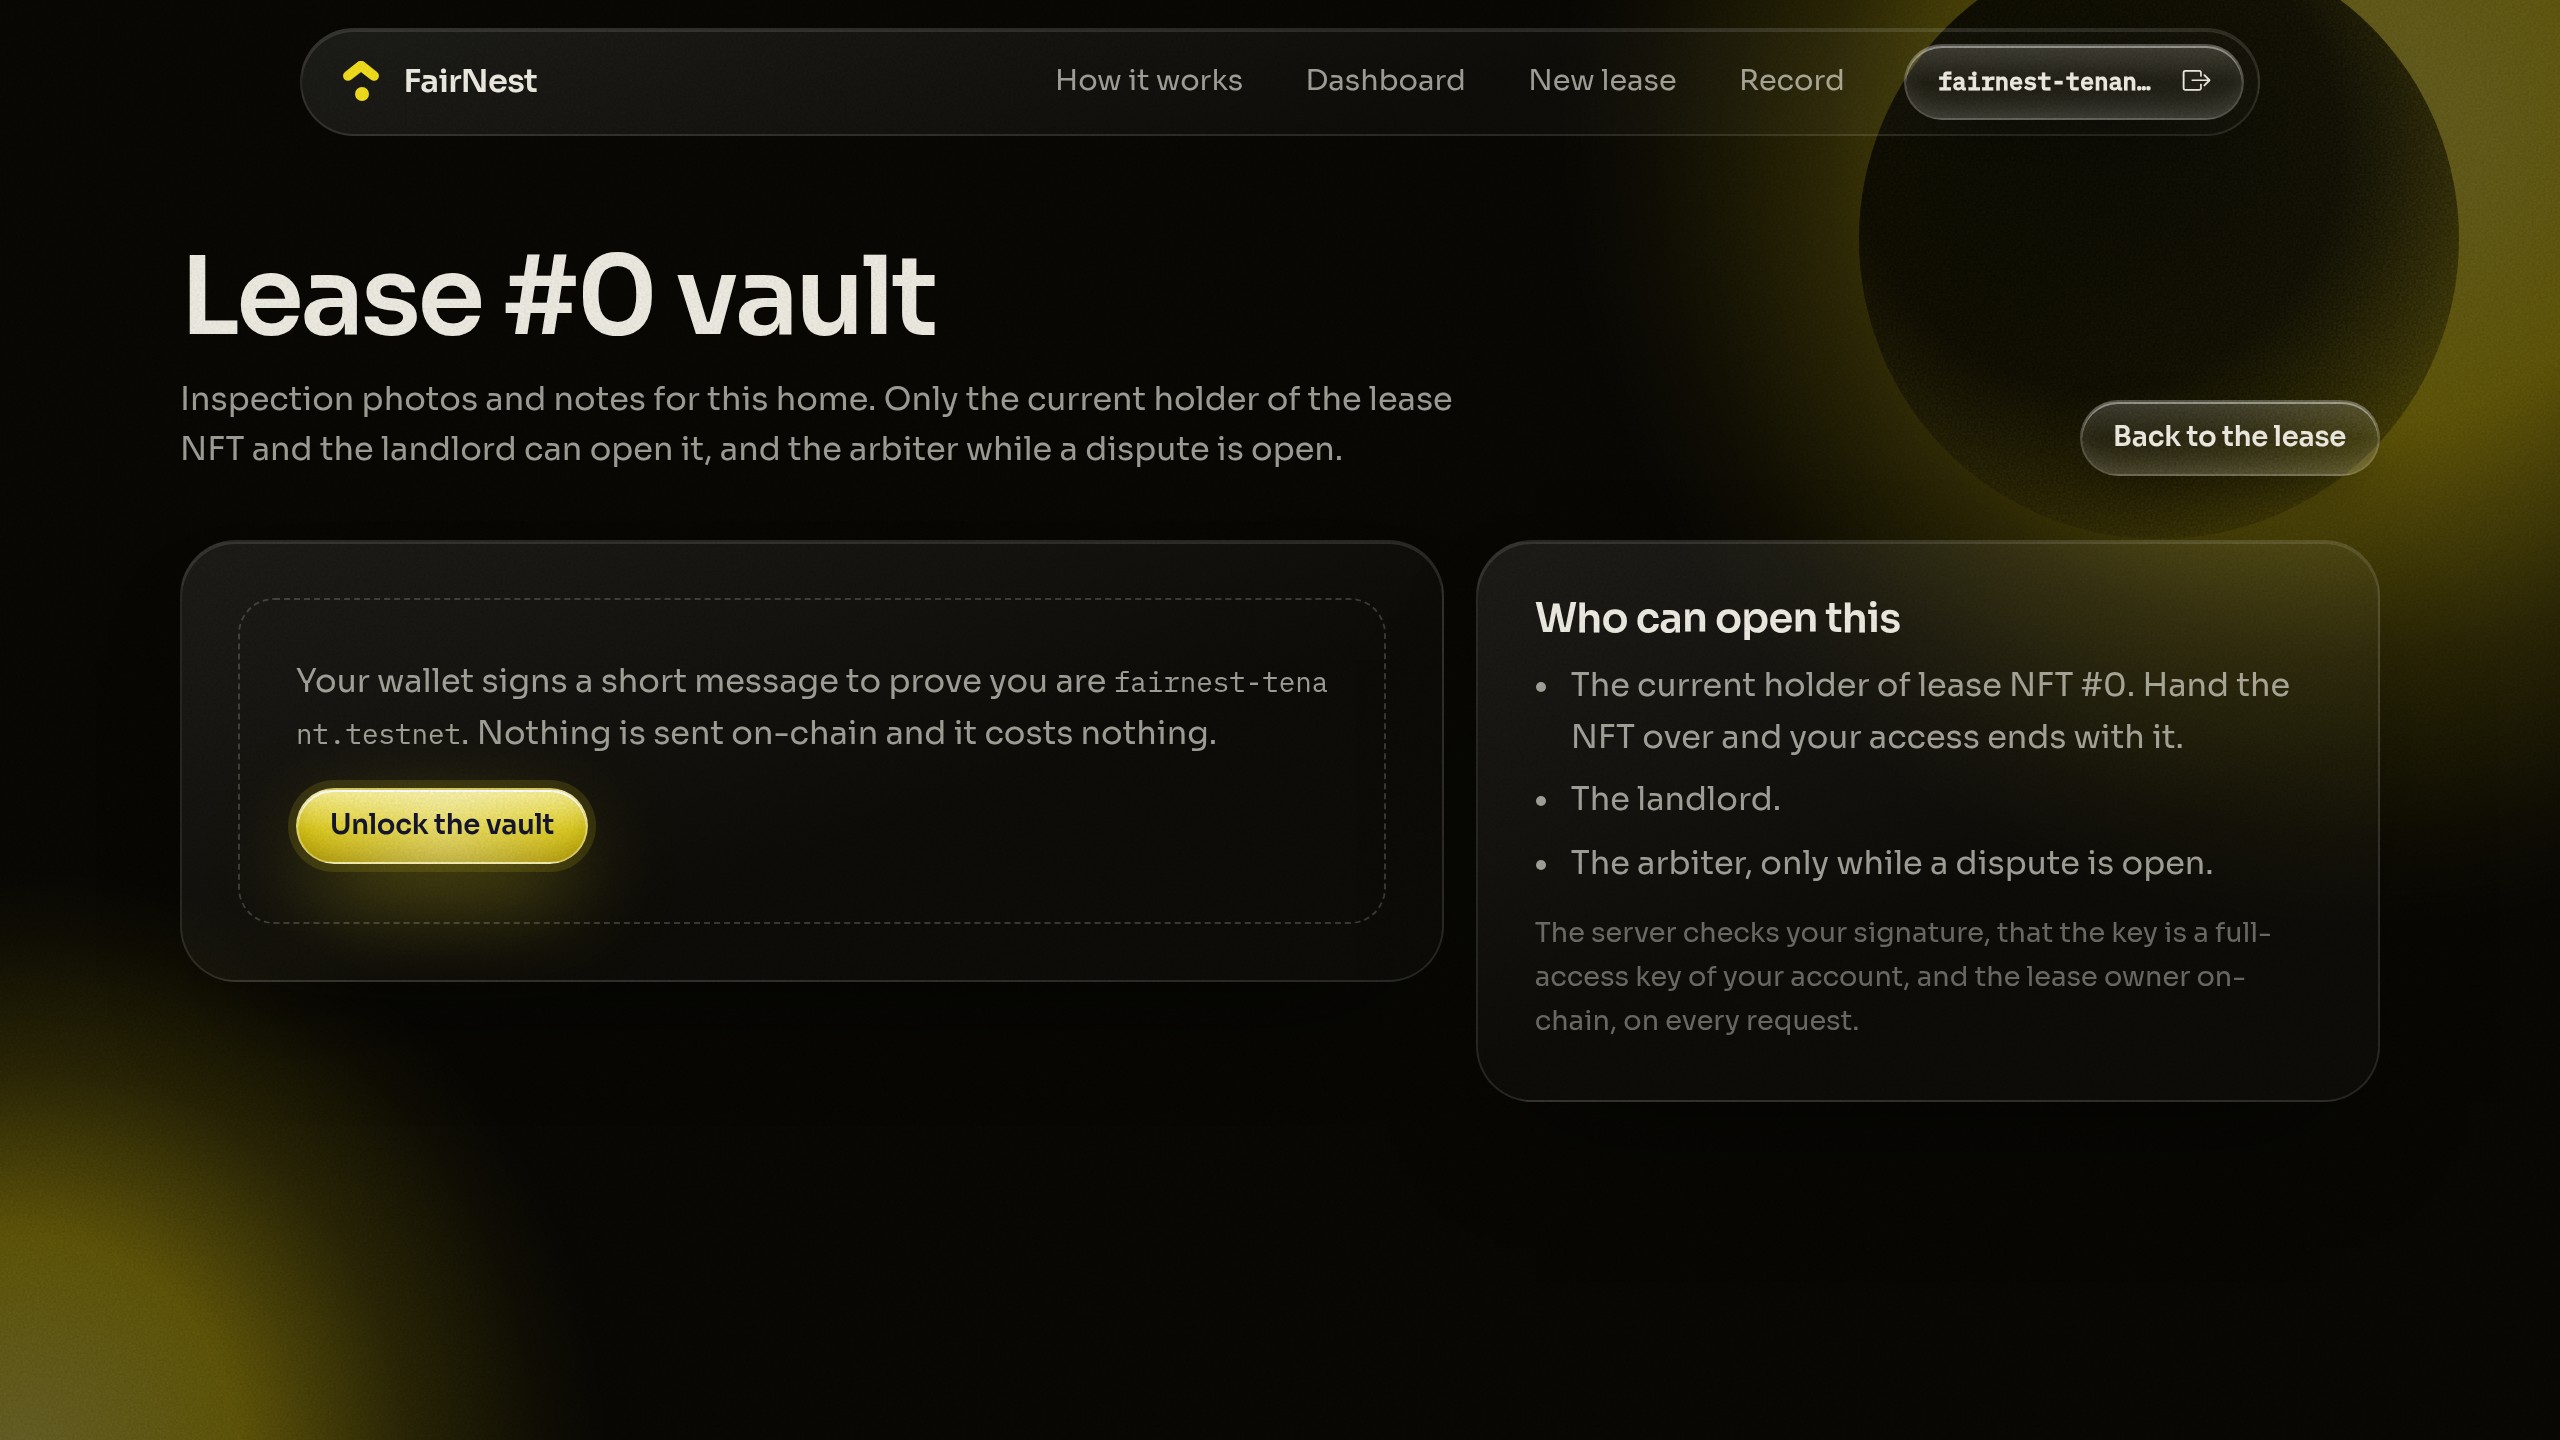 FairNest
How it works
Dashboard
New lease
Record
fairnest-tenan…
Lease #0 vault
Inspection photos and notes for this home. Only the current holder of the lease
NFT and the landlord can open it, and the arbiter while a dispute is open.
Back to the lease
Your wallet signs a short message to prove you are fairnest-tena
nt.testnet. Nothing is sent on-chain and it costs nothing.
Unlock the vault
Who can open this
• The current holder of lease NFT #0. Hand the
NFT over and your access ends with it.
• The landlord.
• The arbiter, only while a dispute is open.
The server checks your signature, that the key is a full-
access key of your account, and the lease owner on-
chain, on every request.